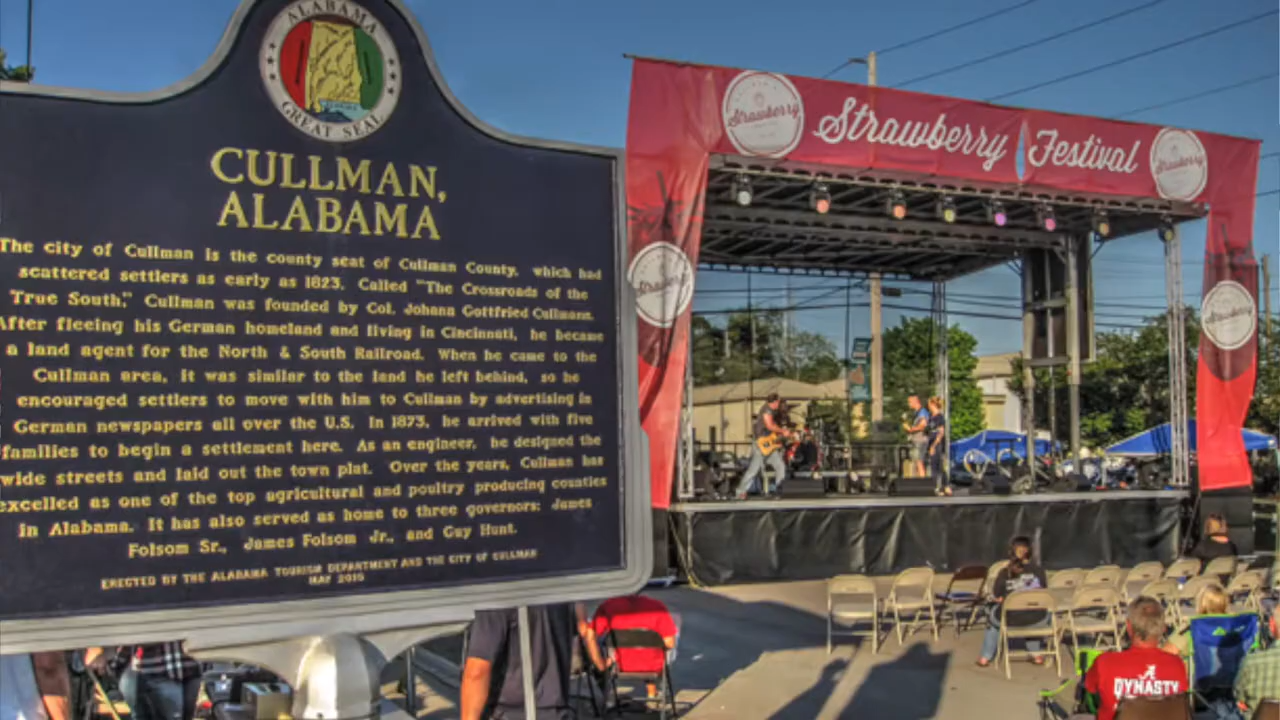 ALABAMA
GREAT SEAL
CULLMAN,
ALABAMA
The city of Cullman is the county seat of Cullman County, which had
scattered settlers as early as 1823. Called "The Crossroads of the
True South," Cullman was founded by Col. Johann Gottfried Cullmann.
After fleeing his German homeland and living in Cincinnati, he became
a land agent for the North & South Railroad. When he came to the
Cullman area, it was similar to the land he left behind, so he
encouraged settlers to move with him to Cullman by advertising in
German newspapers all over the U.S. In 1873, he arrived with five
families to begin a settlement here. As an engineer, he designed the
wide streets and laid out the town plat. Over the years, Cullman has
excelled as one of the top agricultural and poultry producing counties
in Alabama. It has also served as home to three governors: James
Folsom Sr., James Folsom Jr., and Guy Hunt.
ERECTED BY THE ALABAMA TOURISM DEPARTMENT AND THE CITY OF CULLMAN
MAY 2015
Strawberry
Strawberry Festival
Strawberry
Strawberry
Strawberry
A
DYNASTY